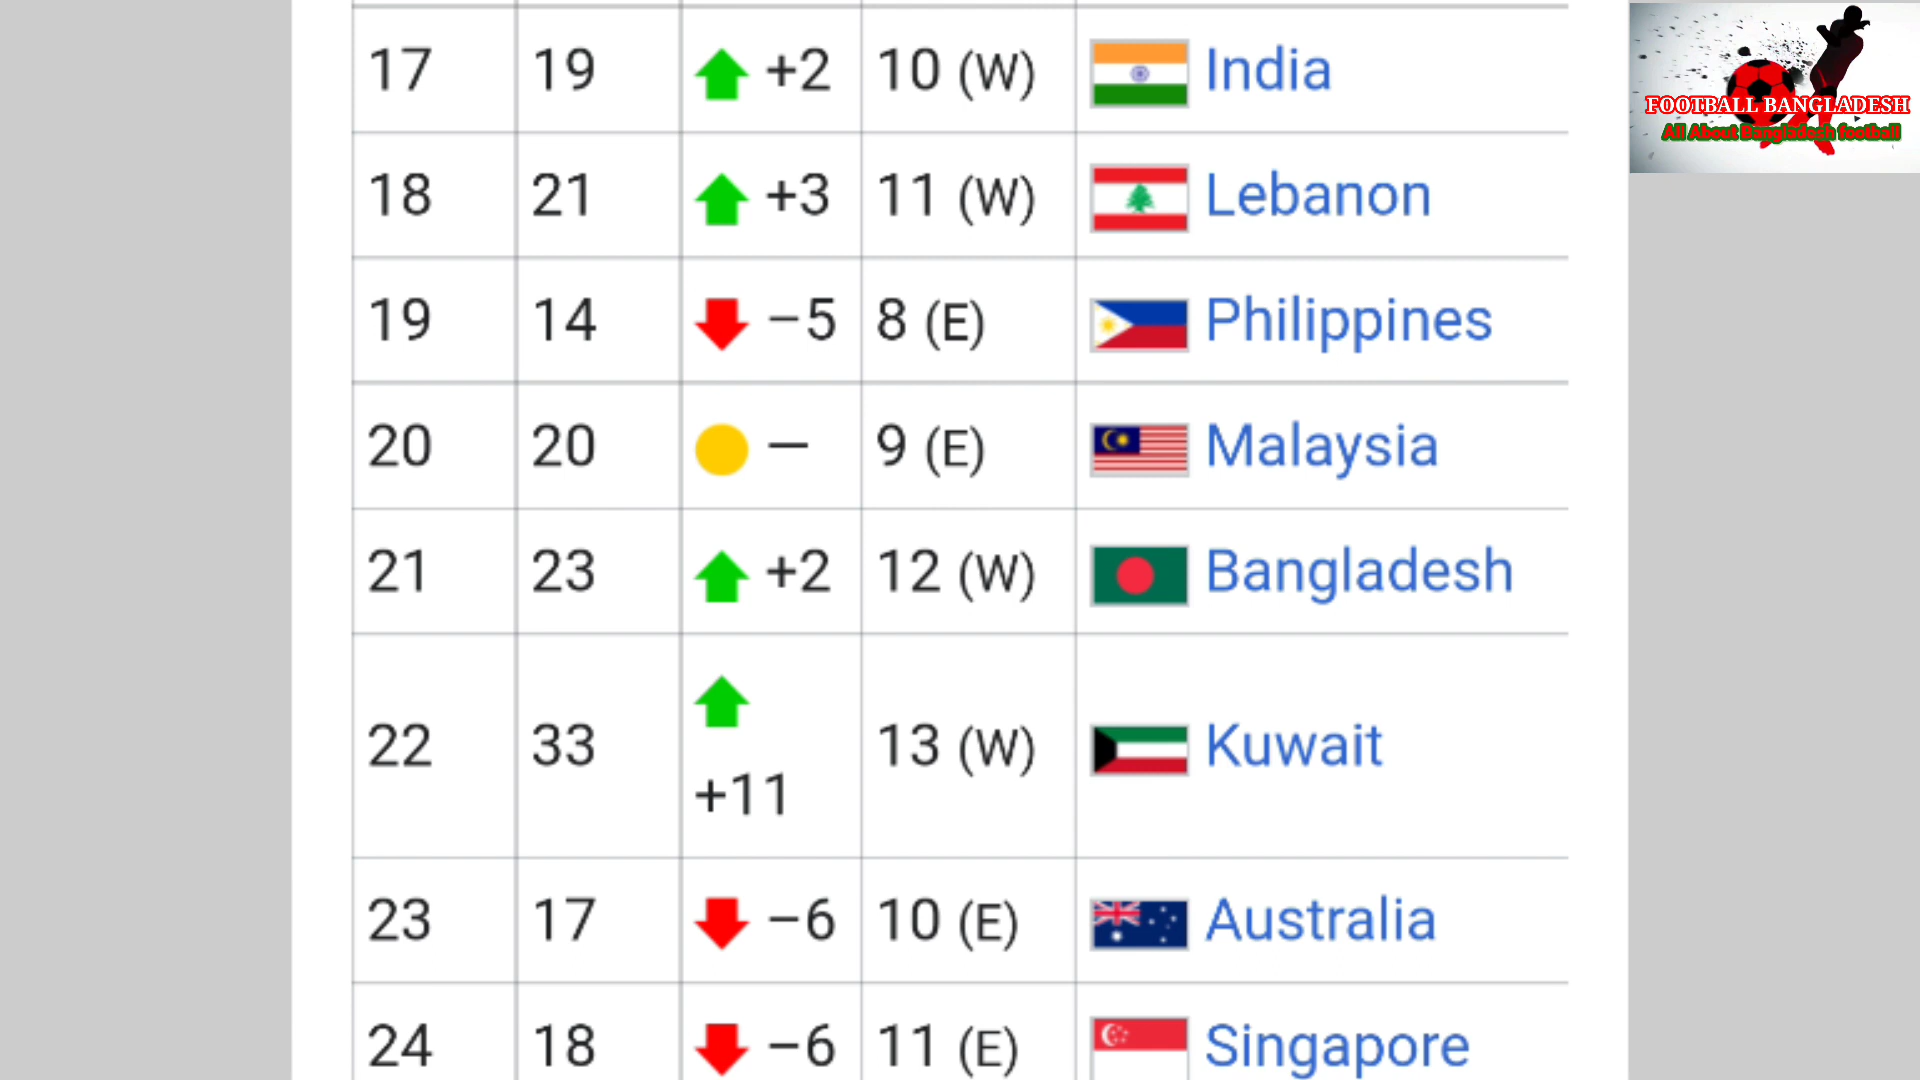 17 19 +2 10 (W) India
18 21 +3 11 (W) Lebanon
19 14 −5 8 (E) Philippines
20 20 — 9 (E) Malaysia
21 23 +2 12 (W) Bangladesh
22 33 +11 13 (W) Kuwait
23 17 −6 10 (E) Australia
24 18 −6 11 (E) Singapore
FOOTBALL BANGLADESH
All About Bangladesh football